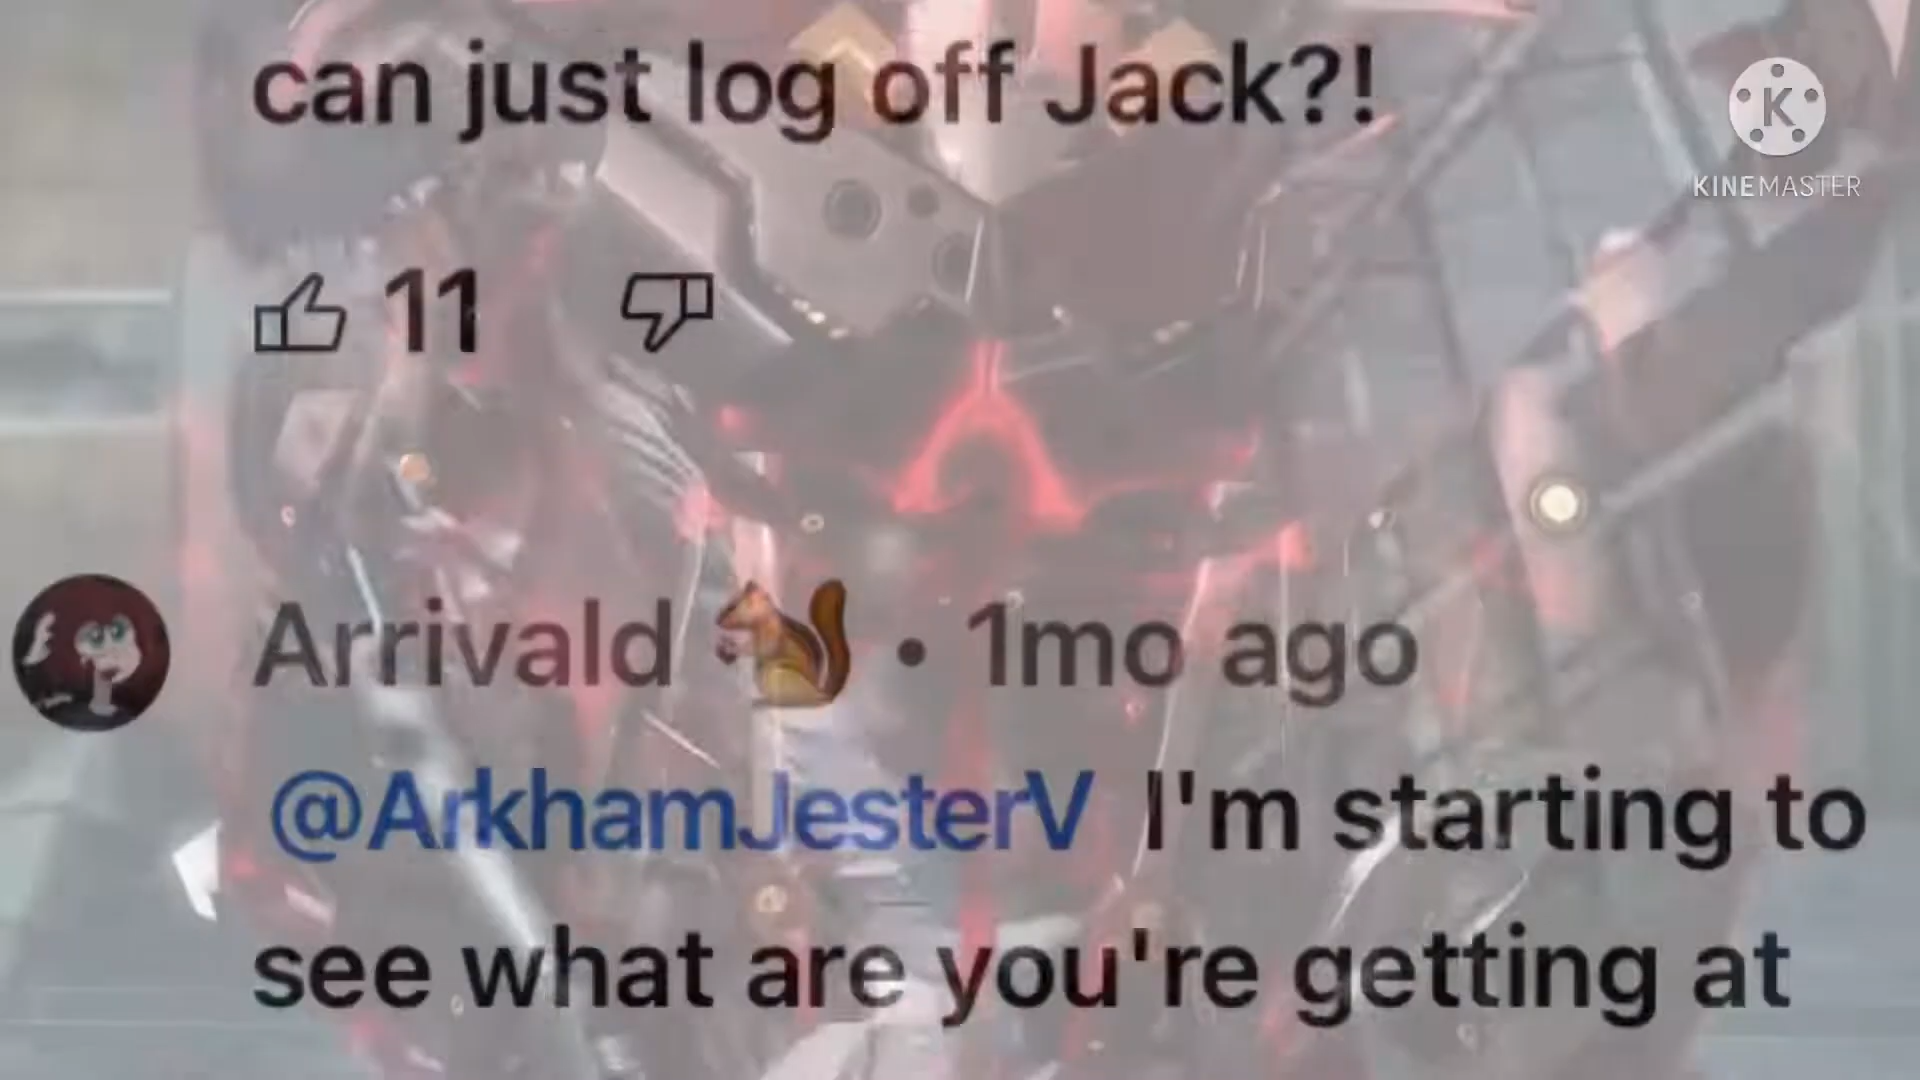 can just log off Jack?!
K
KINEMASTER
11
Arrivald 🐿️ • 1mo ago
@ArkhamJesterV I'm starting to
see what are you're getting at